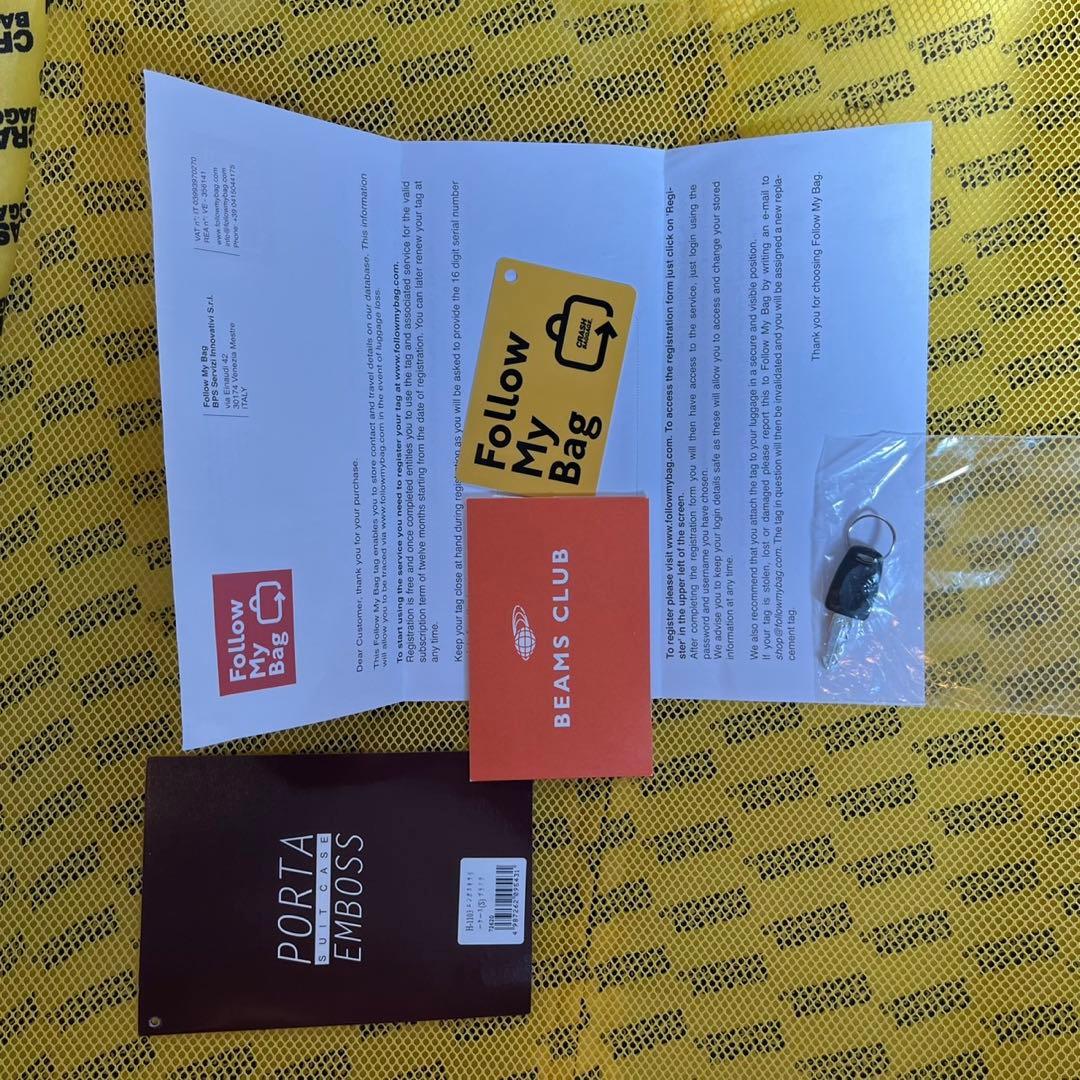 Follow
My
Bag
Follow My Bag
BPS Servizi Innovativi S.r.l.
via Einaudi 42
30174 Venezia Mestre
ITALY
VAT n°: IT 03993970270
REA n°: VE - 356141
www.followmybag.com
info@followmybag.com
Phone: +39 0415044175
Dear Customer, thank you for your purchase.
This Follow My Bag tag enables you to store contact and travel details on our database. This information
will allow you to be traced via www.followmybag.com in the event of luggage loss.
To start using the service you need to register your tag at www.followmybag.com.
Registration is free and once completed entitles you to use the tag and associated service for the valid
subscription term of twelve months starting from the date of registration. You can later renew your tag at
any time.
Keep your tag close at hand during registration as you will be asked to provide the 16 digit serial number
To register please visit www.followmybag.com. To access the registration form just click on 'Regi-
ster' in the upper left of the screen.
After completing the registration form you will then have access to the service, just login using the
password and username you have chosen.
We advise you to keep your login details safe as these will allow you to access and change your stored
information at any time.
We also recommend that you attach the tag to your luggage in a secure and visible position.
If your tag is stolen, lost or damaged please report this to Follow My Bag by writing an e-mail to
shop@followmybag.com. The tag in question will then be invalidated and you will be assigned a new repla-
cement tag.
Thank you for choosing Follow My Bag.
Follow
My
Bag
CRASH
BAGGAGE
BEAMS CLUB
PORTA
SUIT CASE
EMBOSS
H-1103
72420
4 987262 095431
CRASH
BAGGAGE